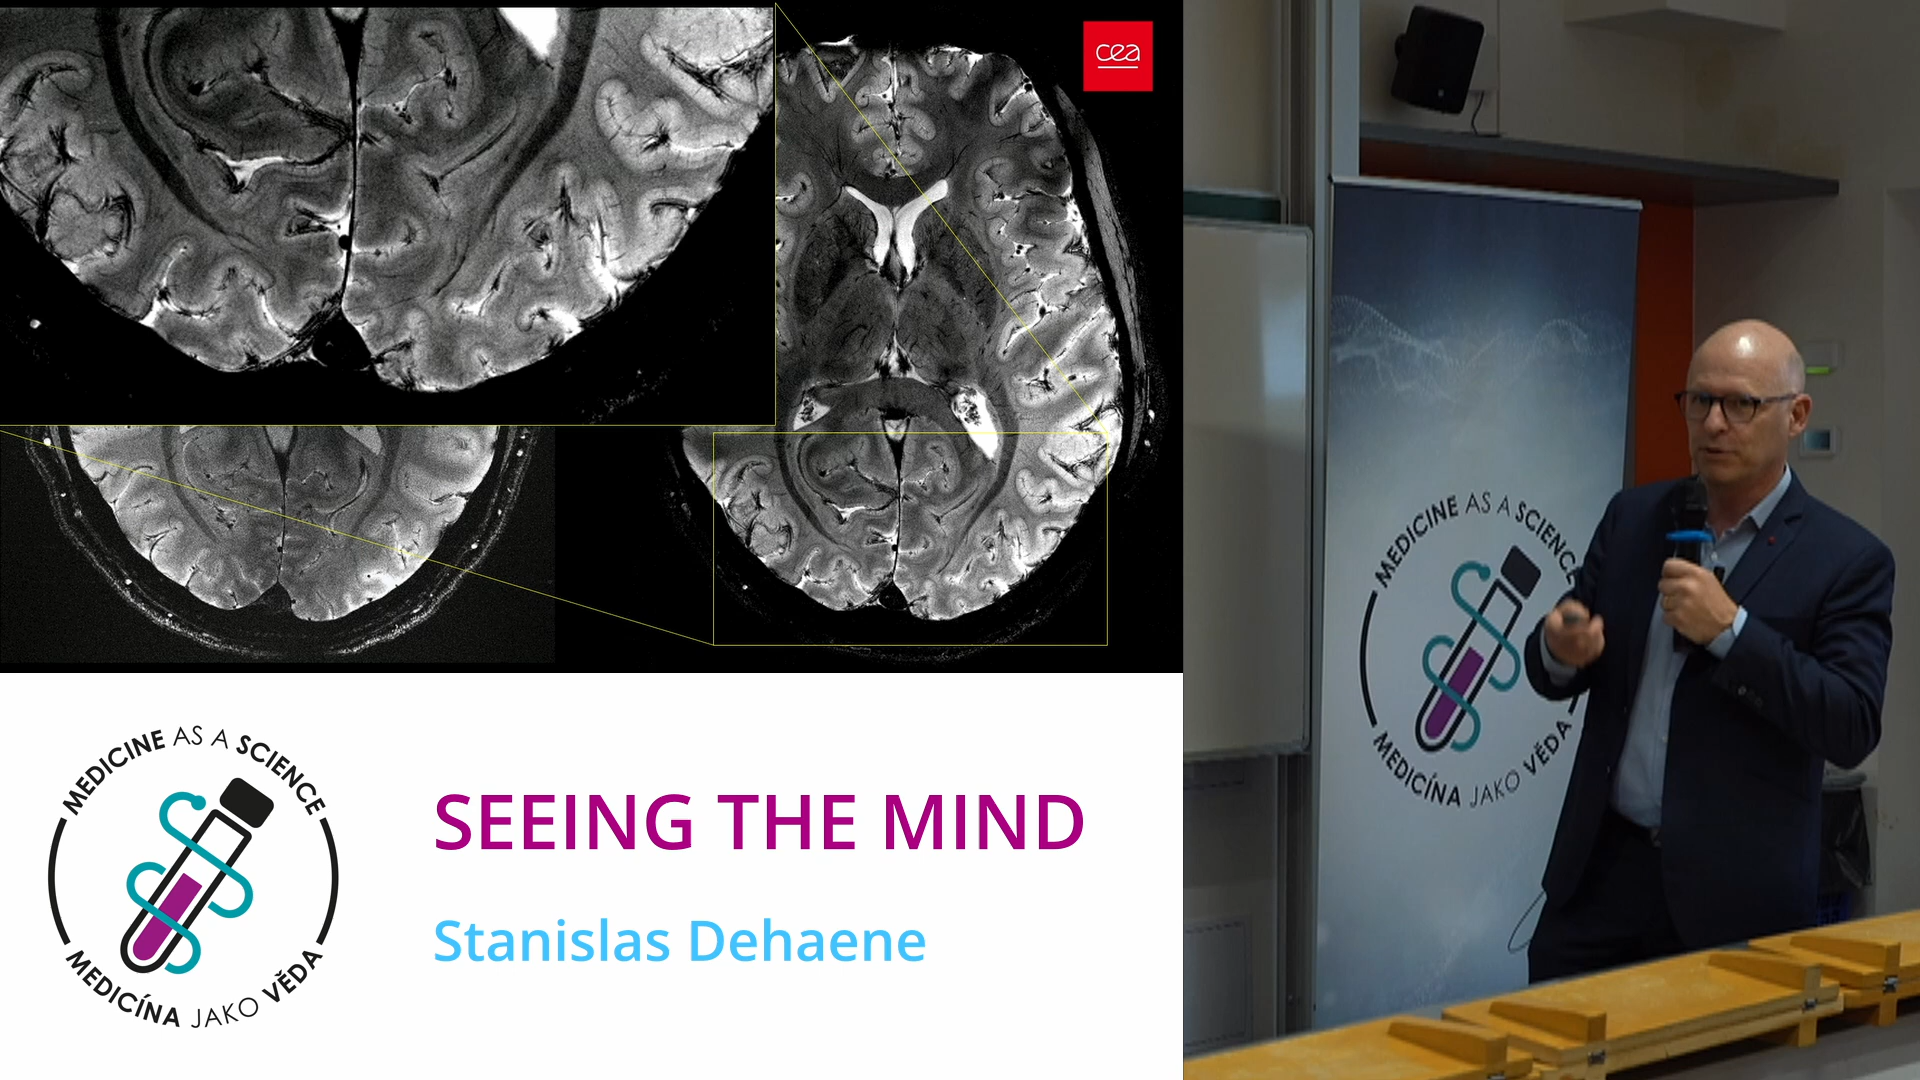 cea
MEDICINE AS A SCIENCE
MEDICÍNA JAKO VĚDA
SEEING THE MIND
Stanislas Dehaene
MEDICINE AS A SCIENCE
MEDICÍNA JAKO VĚDA